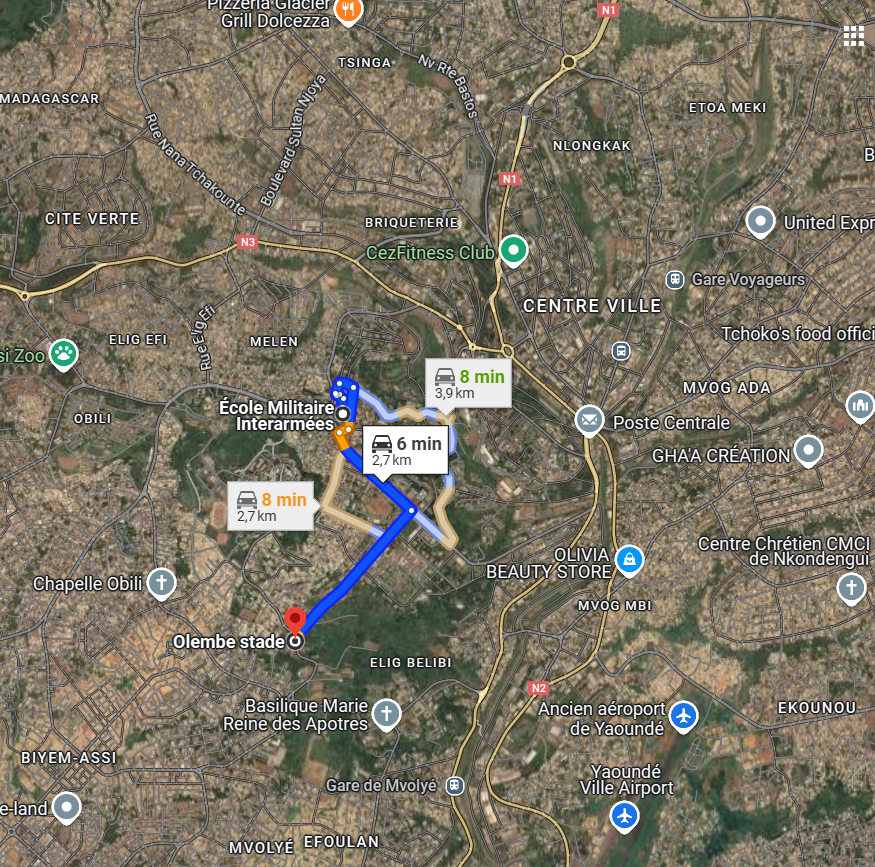 Pizzeria Glacier
Grill Dolcezza
N1
TSINGA
Nv Rte Bastos
MADAGASCAR
Boulevard Sultan Njoya
ETOA MEKI
Rue Nana Tchakounte
NLONGKAK
B
N1
CITE VERTE
BRIQUETERIE
United Expr
N3
CezFitness Club
Gare Voyageurs
CENTRE VILLE
Rue Elig Efi
ELIG EFI
MELEN
Tchoko's food offici
si Zoo
8 min
3,9 km
MVOG ADA
OBILI
École Militaire
Interarmées
Poste Centrale
6 min
2,7 km
GHA'A CRÉATION
8 min
2,7 km
Centre Chrétien CMCI
de Nkondengui
OLIVIA
BEAUTY STORE
Chapelle Obili
MVOG MBI
Olembe stade
ELIG BELIBI
N2
Basilique Marie
Reine des Apotres
Ancien aéroport
de Yaoundé
EKOUNOU
BIYEM-ASSI
Yaoundé
Ville Airport
Gare de Mvolyé
e-land
MVOLYÉ
EFOULAN